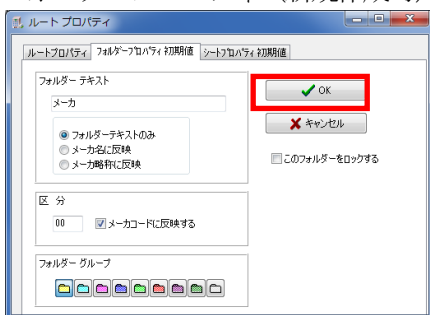 ルート プロパティ
ルートプロパティ フォルダープロパティ 初期値 シートプロパティ 初期値
フォルダー テキスト
メーカ
フォルダーテキストのみ
メーカ名に反映
メーカ略称に反映
OK
キャンセル
このフォルダーをロックする
区 分
00 メーカコードに反映する
フォルダー グループ